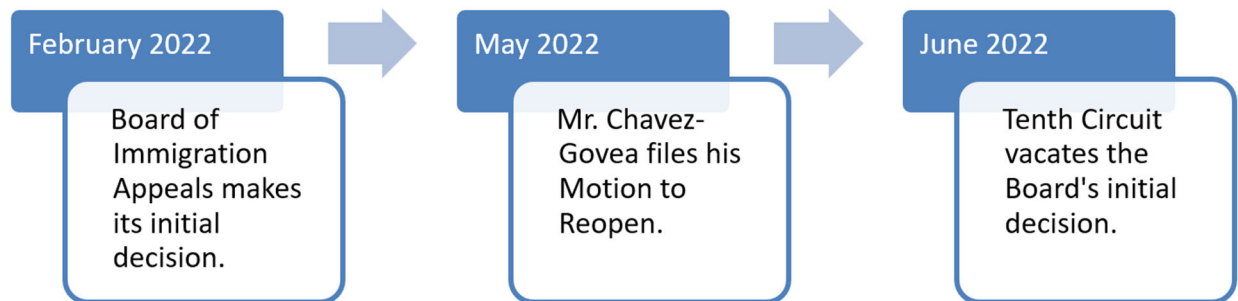 February 2022
Board of
Immigration
Appeals makes
its initial
decision.
May 2022
Mr. Chavez-
Govea files his
Motion to
Reopen.
June 2022
Tenth Circuit
vacates the
Board's initial
decision.